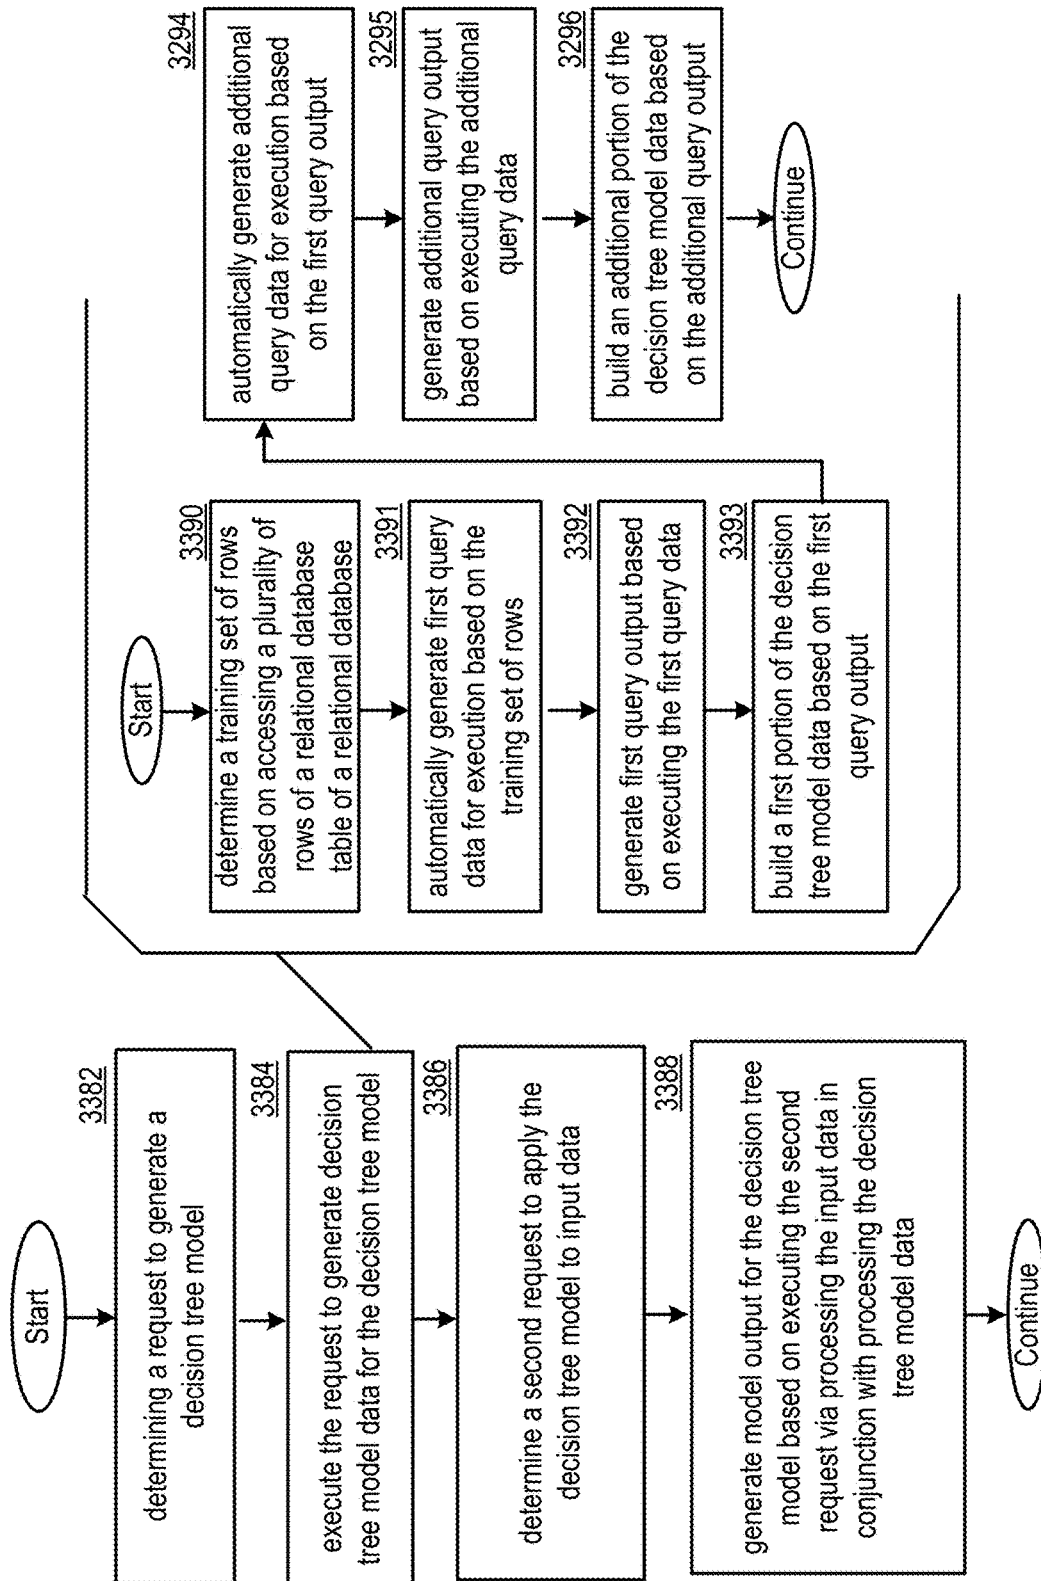 Start
3382
determining a request to generate a
decision tree model
3384
execute the request to generate decision
tree model data for the decision tree model
3386
determine a second request to apply the
decision tree model to input data
3388
generate model output for the decision tree
model based on executing the second
request via processing the input data in
conjunction with processing the decision
tree model data
Continue
Start
3390
determine a training set of rows
based on accessing a plurality of
rows of a relational database
table of a relational database
3391
automatically generate first query
data for execution based on the
training set of rows
3392
generate first query output based
on executing the first query data
3393
build a first portion of the decision
tree model data based on the first
query output
3294
automatically generate additional
query data for execution based
on the first query output
3295
generate additional query output
based on executing the additional
query data
3296
build an additional portion of the
decision tree model data based
on the additional query output
Continue